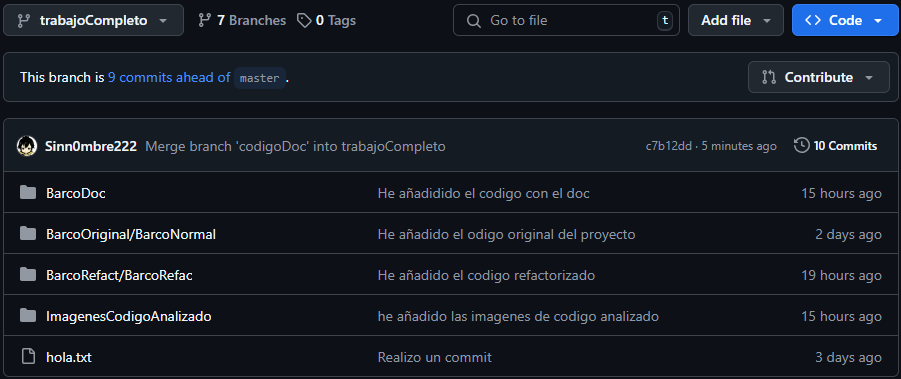 trabajoCompleto 7 Branches 0 Tags Go to file t Add file Code
This branch is 9 commits ahead of master. Contribute
Sinn0mbre222 Merge branch 'codigoDoc' into trabajoCompleto c7b12dd · 5 minutes ago 10 Commits
BarcoDoc He añadidido el codigo con el doc 15 hours ago
BarcoOriginal/BarcoNormal He añadido el odigo original del proyecto 2 days ago
BarcoRefact/BarcoRefac He añadido el codigo refactorizado 19 hours ago
ImagenesCodigoAnalizado he añadido las imagenes de codigo analizado 15 hours ago
hola.txt Realizo un commit 3 days ago